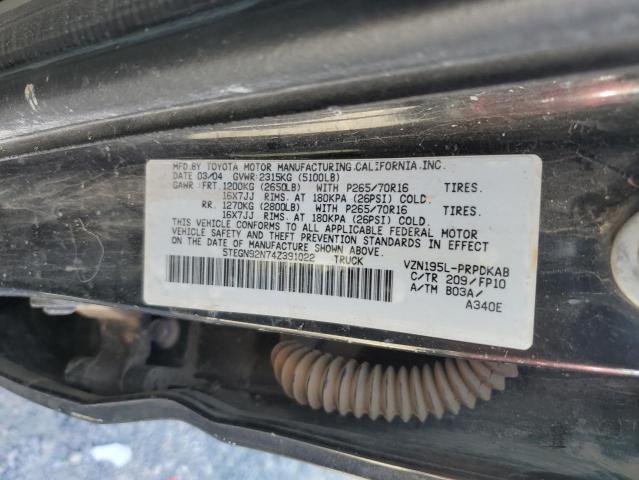 MFD.BY TOYOTA MOTOR MANUFACTURING.CALIFORNIA.INC.
DATE 03/04 GVWR:2315KG (5100LB)
GAWR: FRT. 1200KG (2650LB) WITH P265/70R16 TIRES.
16X7JJ RIMS. AT 180KPA (26PSI) COLD.
RR. 1270KG (2800LB) WITH P265/70R16 TIRES.
16X7JJ RIMS. AT 180KPA (26PSI) COLD.
THIS VEHICLE CONFORMS TO ALL APPLICABLE FEDERAL MOTOR
VEHICLE SAFETY AND THEFT PREVENTION STANDARDS IN
EFFECT ON THE DATE OF MANUFACTURE SHOWN ABOVE.
5TEGN92N74Z391022 TRUCK
VZN195L-PRPDKAB
C/TR 209/FP10
A/TM B03A/
A340E